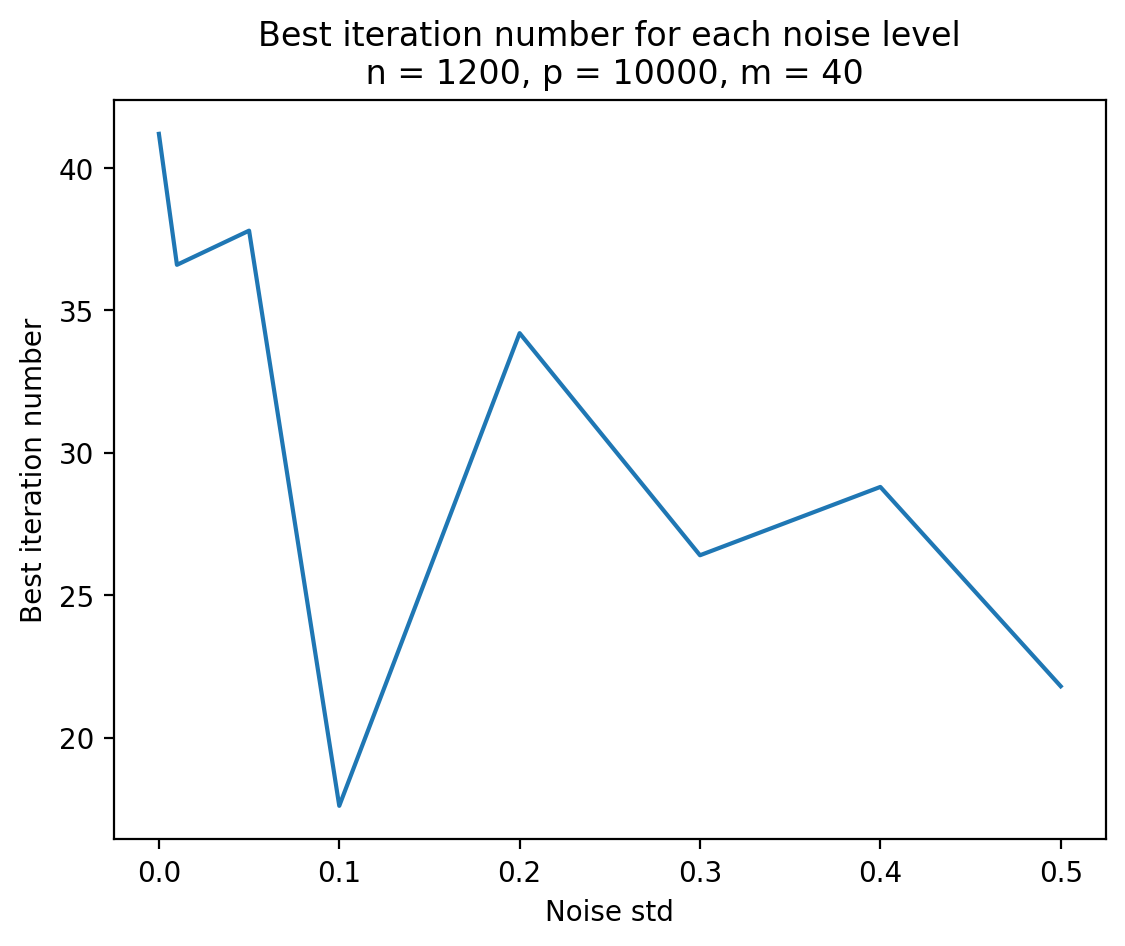 Best iteration number for each noise level
n = 1200, p = 10000, m = 40
40
35
30
25
20
Best iteration number
0.0 0.1 0.2 0.3 0.4 0.5
Noise std